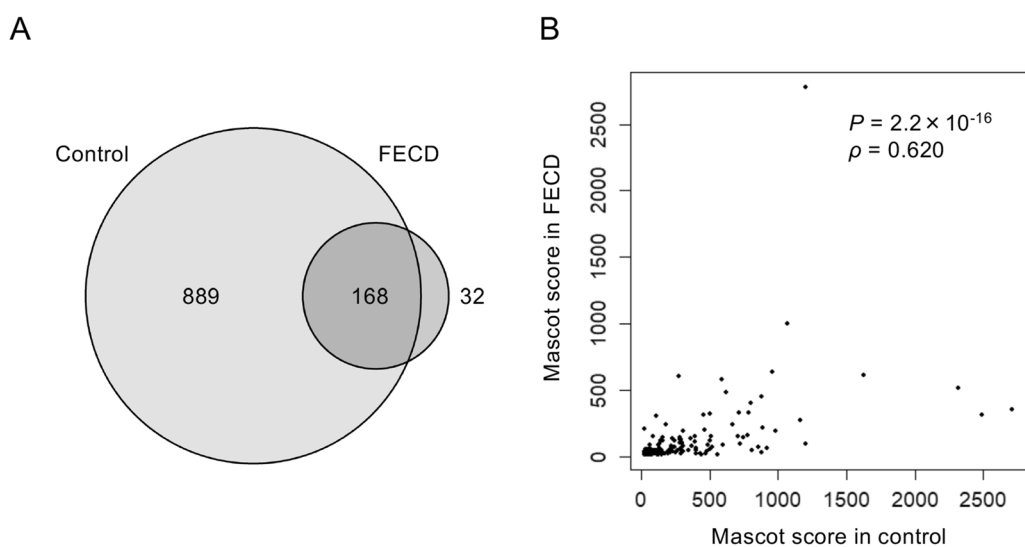 A
Control
FECD
889
168
32
B
Mascot score in FECD
2500
2000
1500
1000
500
0
P = 2.2 × 10⁻¹⁶
ρ = 0.620
0 500 1000 1500 2000 2500
Mascot score in control